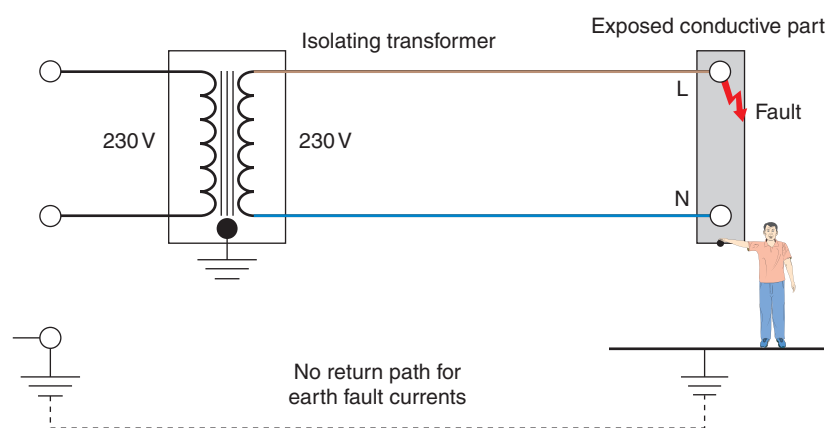 Exposed conductive part
Isolating transformer
L
Fault
230 V
230 V
N
No return path for
earth fault currents